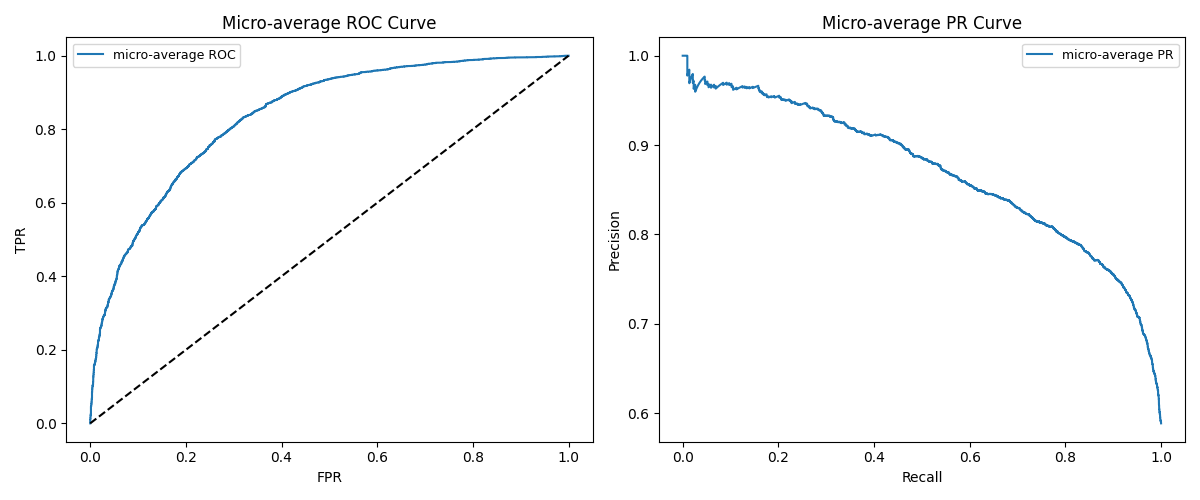 Micro-average ROC Curve
micro-average ROC
1.0
0.8
0.6
0.4
0.2
0.0
TPR
0.0 0.2 0.4 0.6 0.8 1.0
FPR
Micro-average PR Curve
micro-average PR
1.0
0.9
0.8
0.7
0.6
Precision
0.0 0.2 0.4 0.6 0.8 1.0
Recall